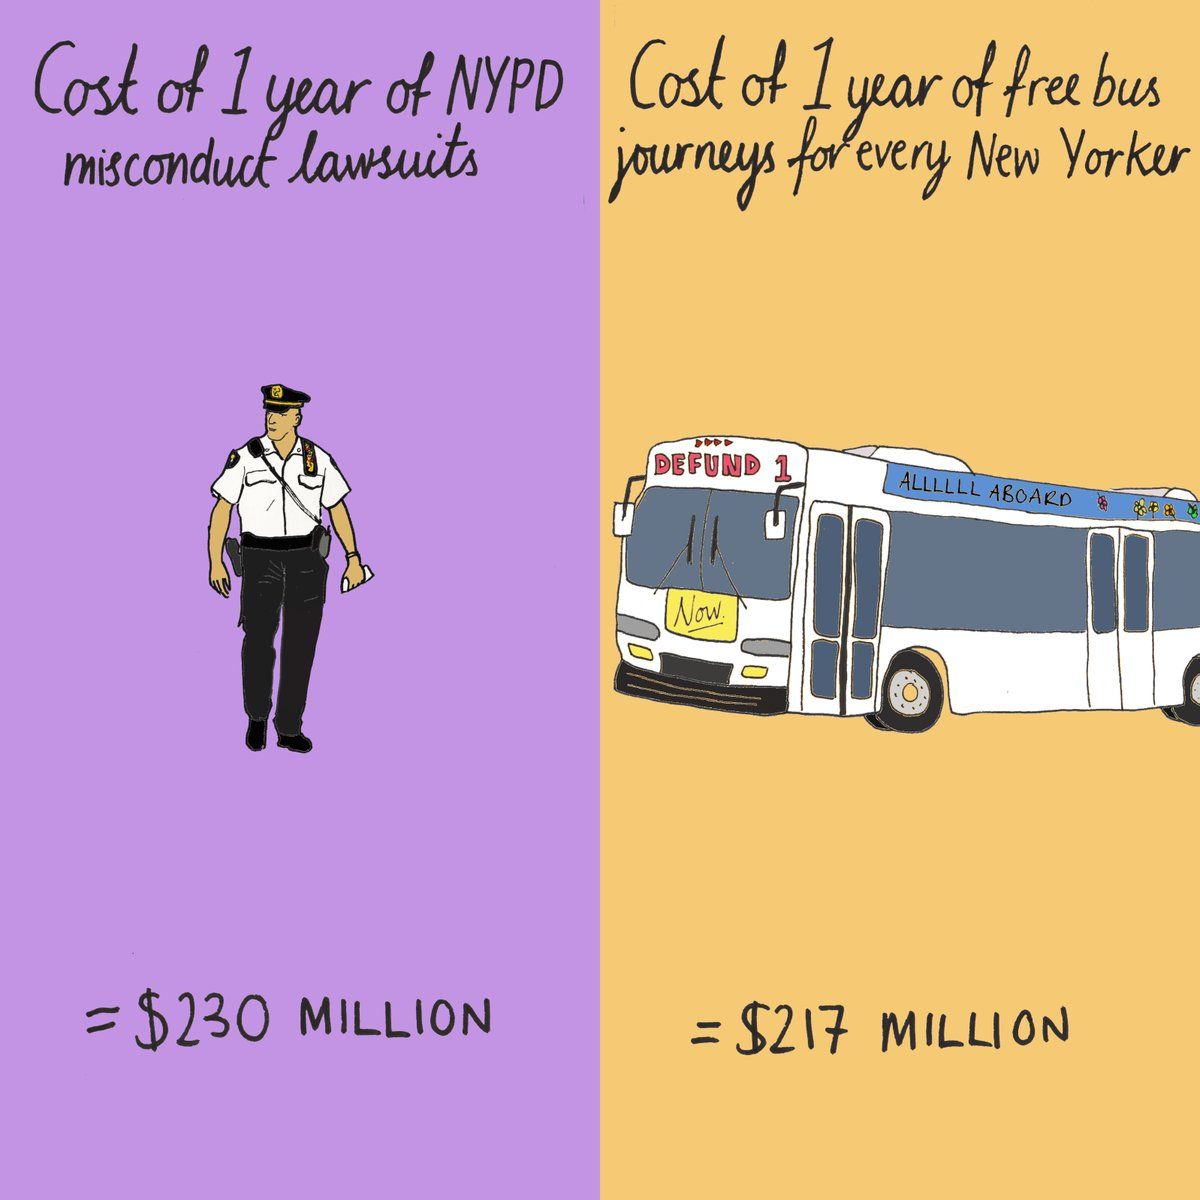 Cost of 1 year of NYPD
misconduct lawsuits
= $230 MILLION
Cost of 1 year of free bus
journeys for every New Yorker
DEFUND 1
ALLLLLL ABOARD
Now.
= $217 MILLION